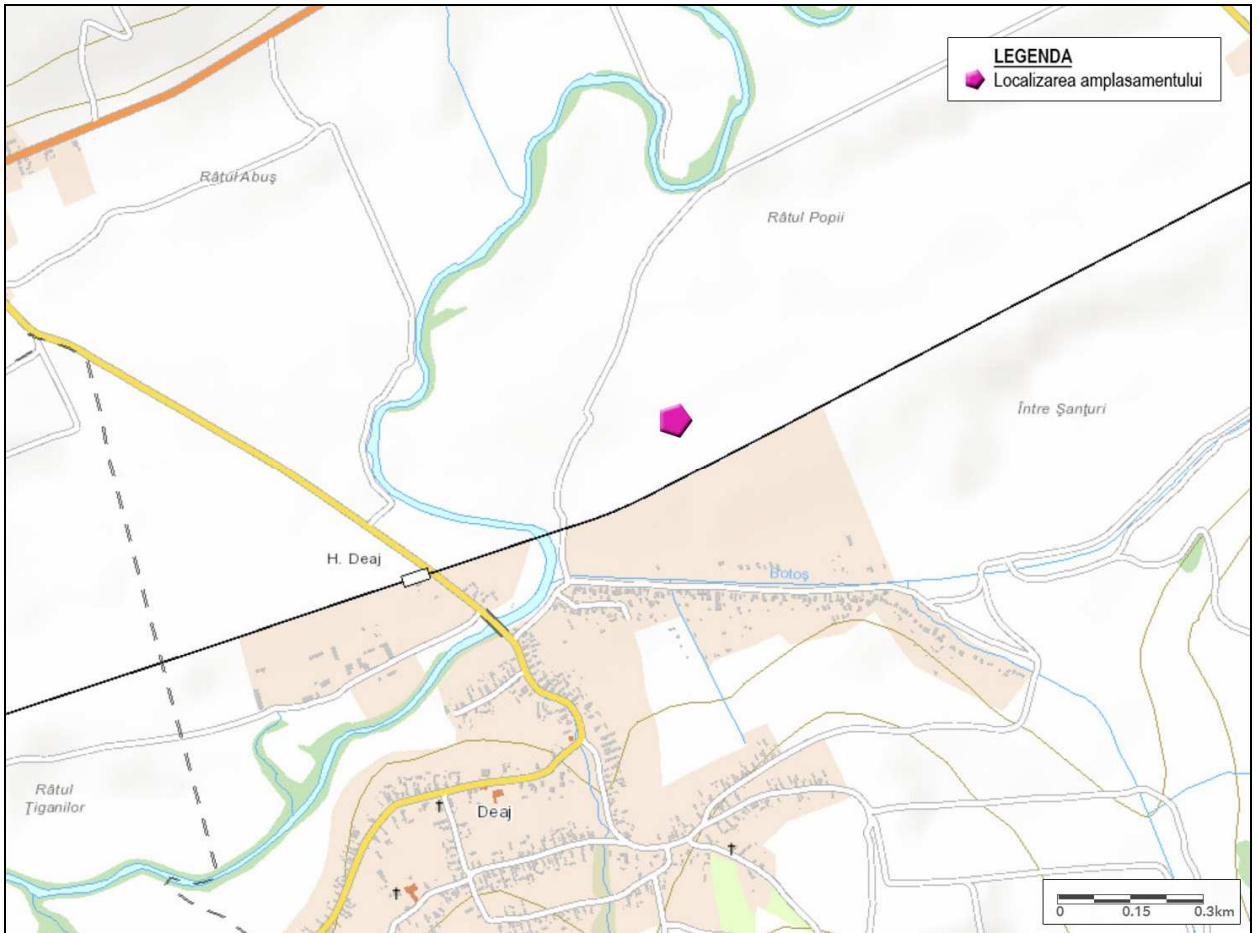 LEGENDA
Localizarea amplasamentului
Râtul Abuş
Râtul Popii
Între Şanţuri
H. Deaj
Botoş
Râtul
Ţiganilor
Deaj
0 0.15 0.3km